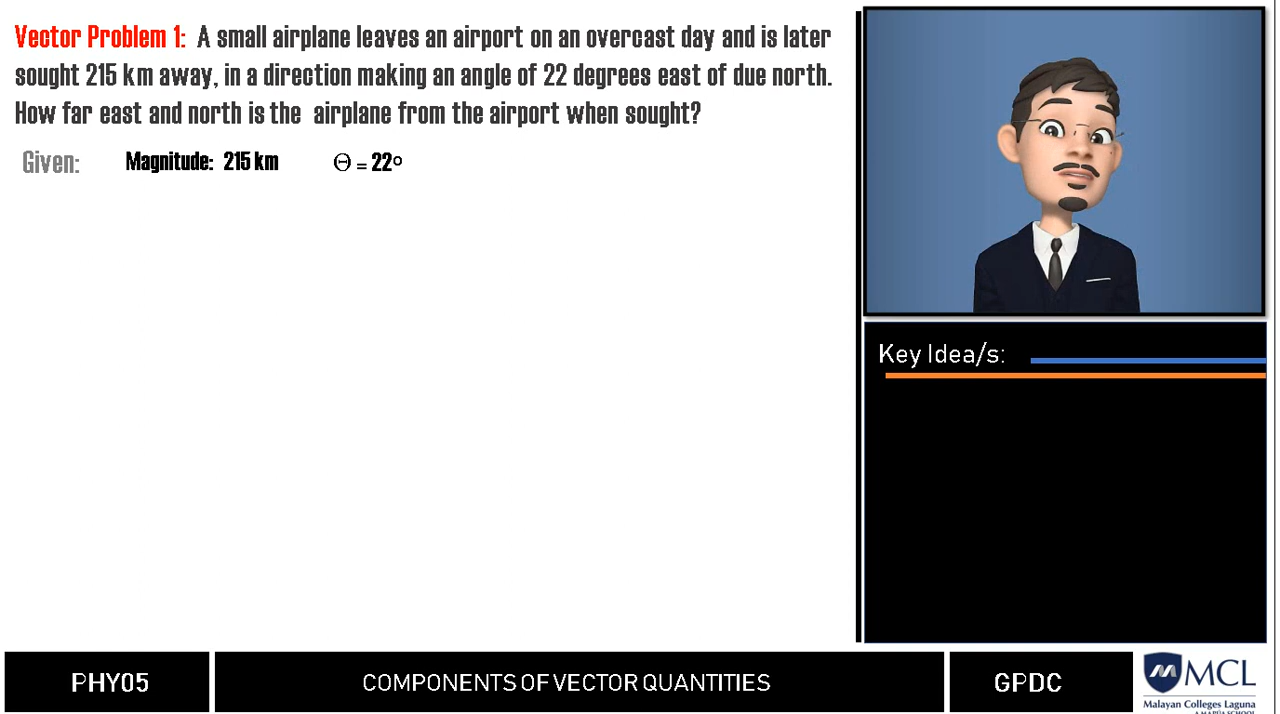 Vector Problem 1: A small airplane leaves an airport on an overcast day and is later
sought 215 km away, in a direction making an angle of 22 degrees east of due north.
How far east and north is the airplane from the airport when sought?
Given: Magnitude: 215 km Θ = 22º
Key Idea/s:
PHY05
COMPONENTS OF VECTOR QUANTITIES
GPDC
MCL
Malayan Colleges Laguna
A MAPÚA SCHOOL